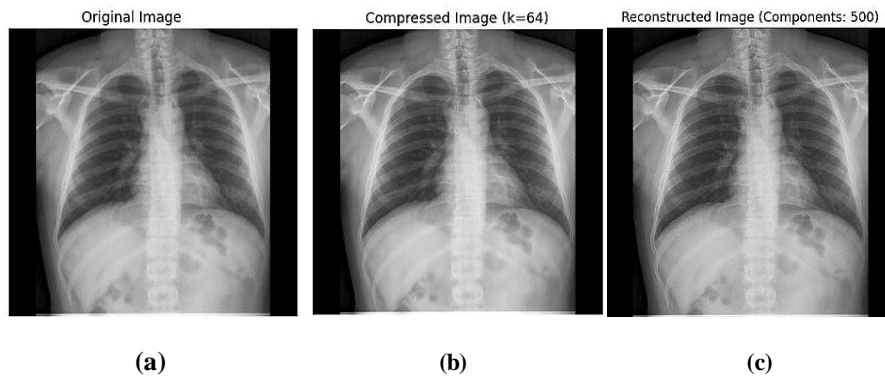 Original Image
Compressed Image (k=64)
Reconstructed Image (Components: 500)
(a)
(b)
(c)